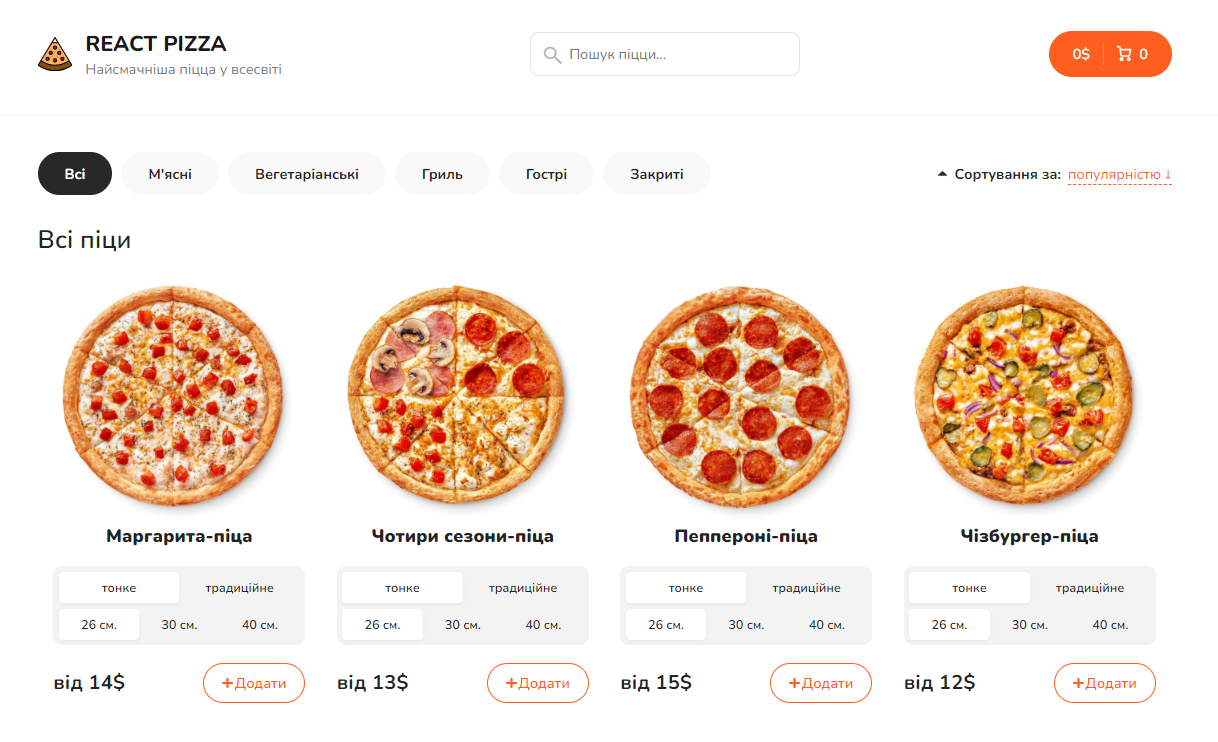 REACT PIZZA
Найсмачніша піцца у всесвіті
Пошук піцци...
0$ 0
Всі М'ясні Вегетаріанські Гриль Гострі Закриті
Сортування за: популярністю ↓
Всі піци
Маргарита-піца Чотири сезони-піца Пеппероні-піца Чізбургер-піца
тонке традиційне тонке традиційне тонке традиційне тонке традиційне
26 см. 30 см. 40 см. 26 см. 30 см. 40 см. 26 см. 30 см. 40 см. 26 см. 30 см. 40 см.
від 14$ +Додати від 13$ +Додати від 15$ +Додати від 12$ +Додати